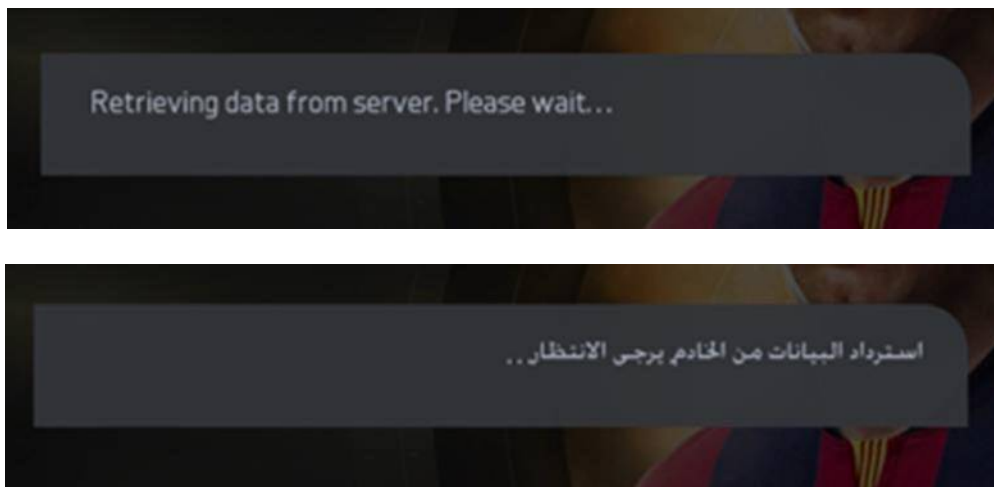 Retrieving data from server. Please wait...
استرداد البيانات من الخادم يرجى الانتظار..